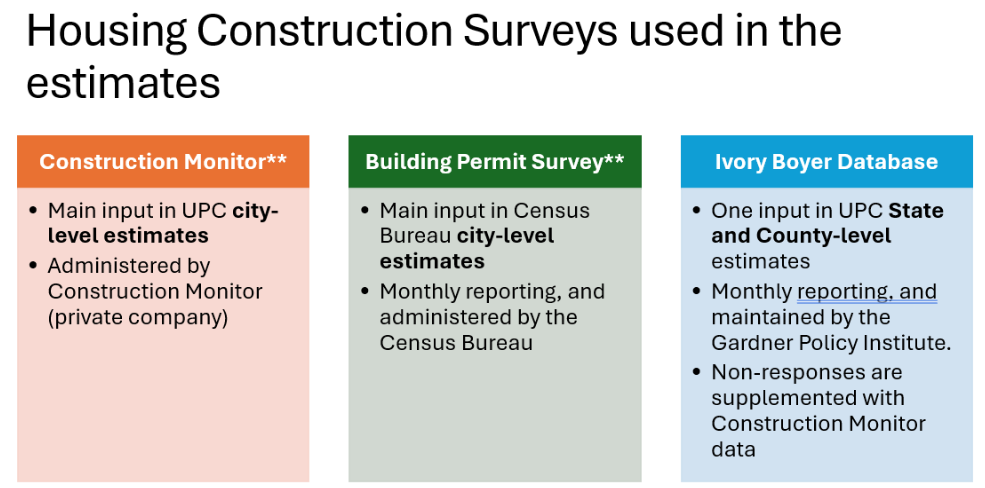 Housing Construction Surveys used in the
estimates
Construction Monitor**
• Main input in UPC city-
level estimates
• Administered by
Construction Monitor
(private company)
Building Permit Survey**
• Main input in Census
Bureau city-level
estimates
• Monthly reporting, and
administered by the
Census Bureau
Ivory Boyer Database
• One input in UPC State
and County-level
estimates
• Monthly reporting, and
maintained by the
Gardner Policy Institute.
• Non-responses are
supplemented with
Construction Monitor
data